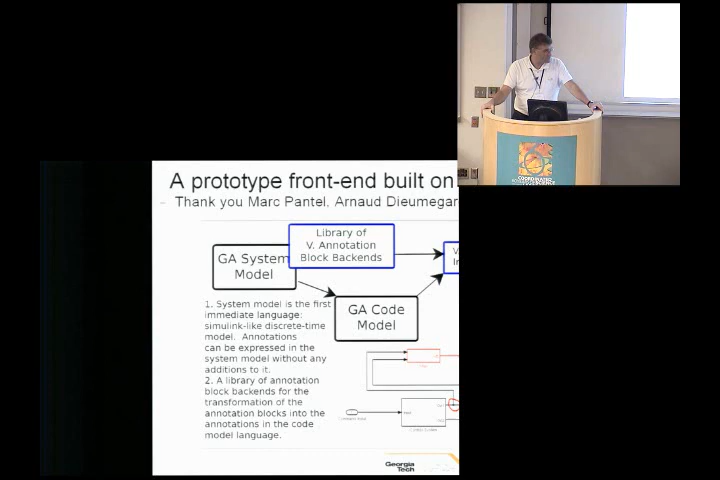 A prototype front-end built on
– Thank you Marc Pantel, Arnaud Dieumegar
Library of
V. Annotation
Block Backends
GA System
Model
GA Code
Model
1. System model is the first
immediate language:
simulink-like discrete-time
model. Annotations
can be expressed in the
system model without any
additions to it.
2. A library of annotation
block backends for the
transformation of the
annotation blocks into the
annotations in the code
model language.
Georgia
Tech
COORDINATED
SCIENCE